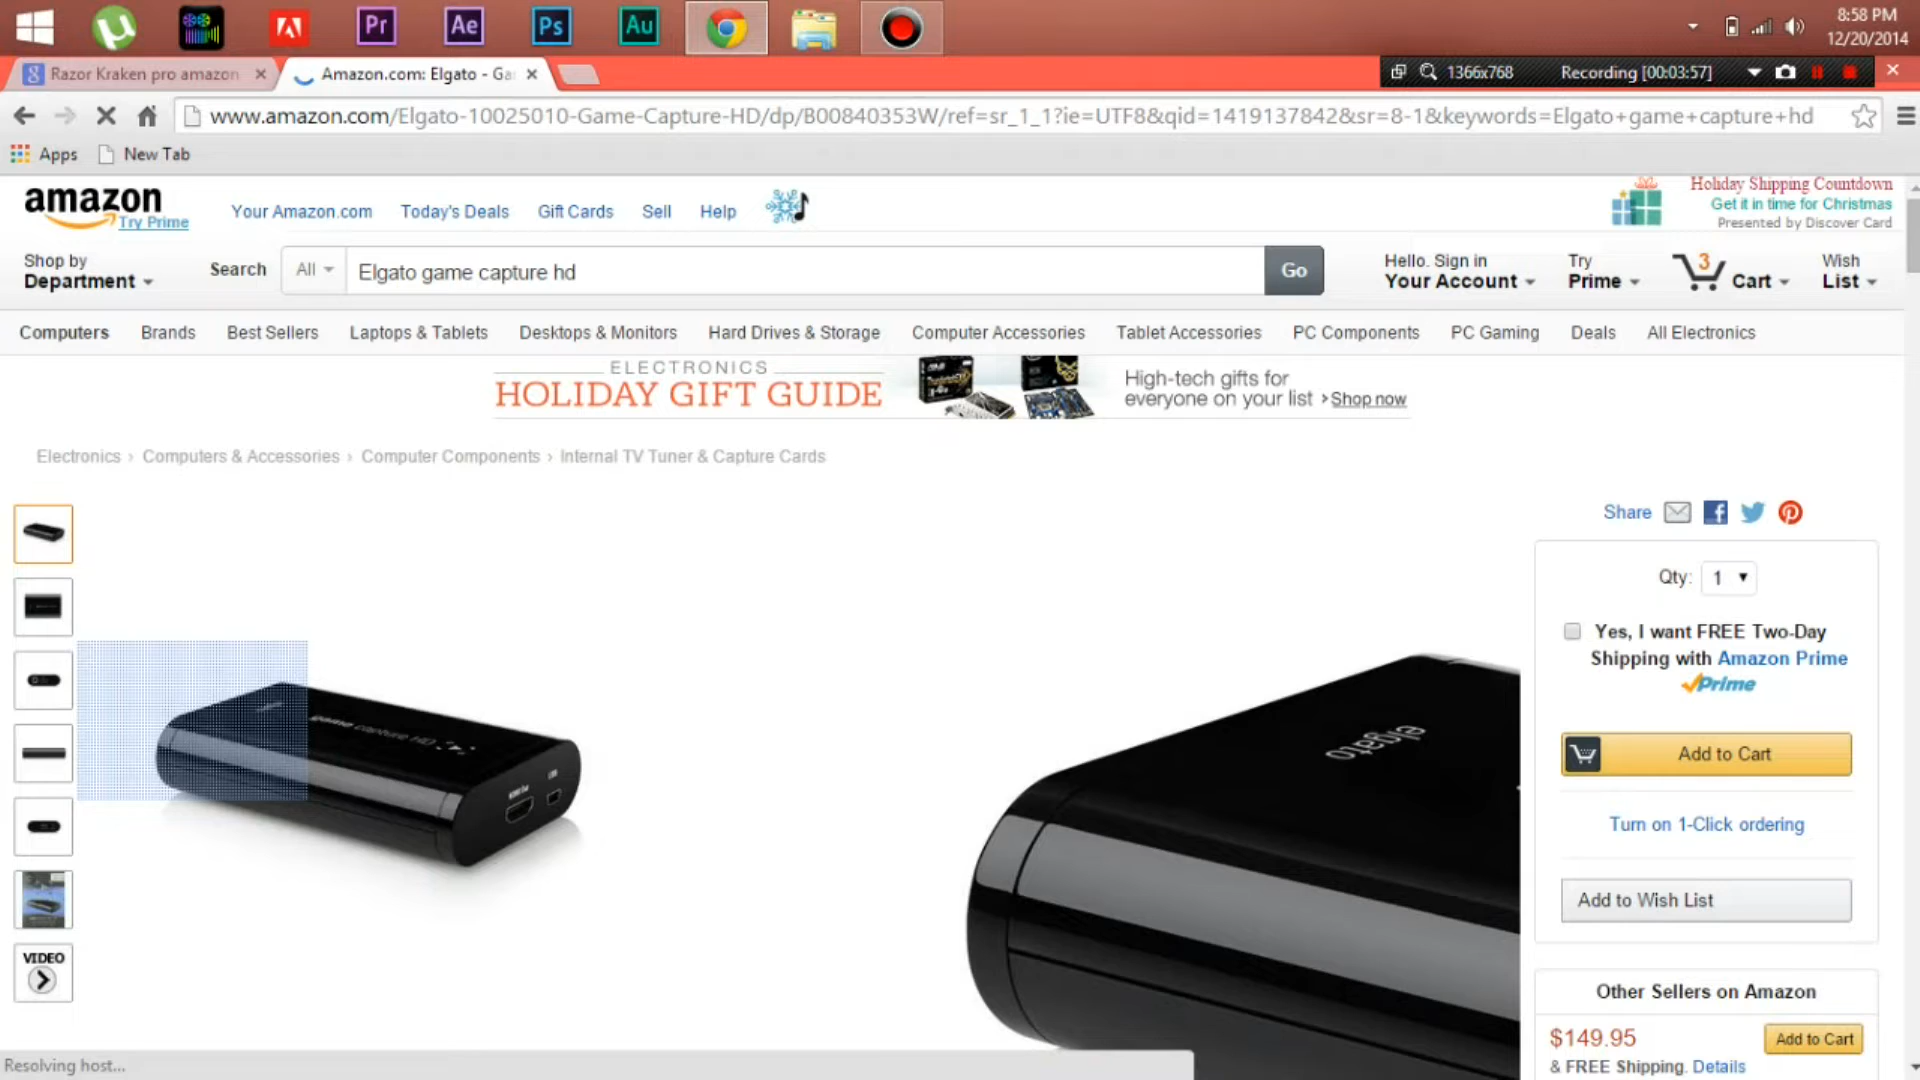 Pr
Ae
Ps
Au
8:58 PM
12/20/2014
Razor Kraken pro amazon
Amazon.com: Elgato - Ga
1366x768
Recording [00:03:57]
www.amazon.com/Elgato-10025010-Game-Capture-HD/dp/B00840353W/ref=sr_1_1?ie=UTF8&qid=1419137842&sr=8-1&keywords=Elgato+game+capture+hd
Apps
New Tab
amazon
Try Prime
Your Amazon.com
Today's Deals
Gift Cards
Sell
Help
Holiday Shipping Countdown
Get it in time for Christmas
Presented by Discover Card
Shop by
Department
Search
All
Elgato game capture hd
Go
Hello. Sign in
Your Account
Try
Prime
3
Cart
Wish
List
Computers
Brands
Best Sellers
Laptops & Tablets
Desktops & Monitors
Hard Drives & Storage
Computer Accessories
Tablet Accessories
PC Components
PC Gaming
Deals
All Electronics
ELECTRONICS
HOLIDAY GIFT GUIDE
High-tech gifts for
everyone on your list › Shop now
Electronics › Computers & Accessories › Computer Components › Internal TV Tuner & Capture Cards
Share
Qty: 1
Yes, I want FREE Two-Day
Shipping with Amazon Prime
Prime
Add to Cart
Turn on 1-Click ordering
Add to Wish List
game capture HD
elgato
VIDEO
Other Sellers on Amazon
$149.95
Add to Cart
& FREE Shipping. Details
Resolving host...